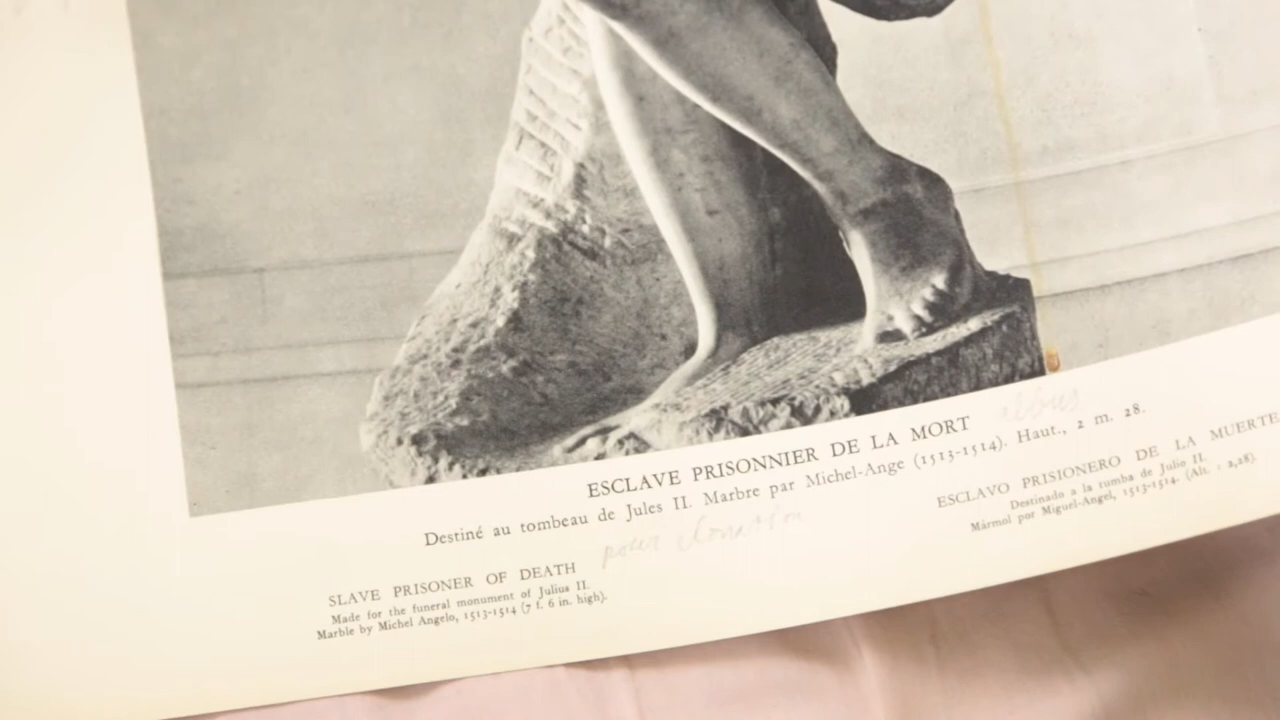 ESCLAVE PRISONNIER DE LA MORT
Destiné au tombeau de Jules II. Marbre par Michel-Ange (1513-1514). Haut., 2 m. 28.
pour donation
SLAVE PRISONER OF DEATH
Made for the funeral monument of Julius II.
Marble by Michel Angelo, 1513-1514 (7 f. 6 in. high).
ESCLAVO PRISIONERO DE LA MUERTE
Destinado a la tumba de Julio II.
Mármol por Miguel-Angel, 1513-1514. (Alt. : 2,28).